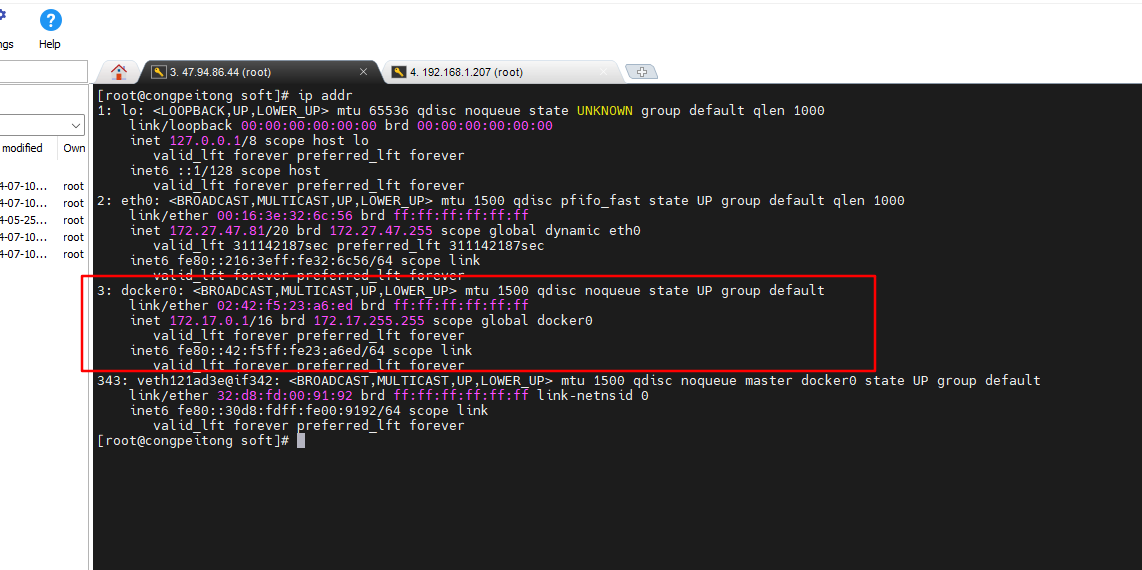 ngs
Help
3. 47.94.86.44 (root)
4. 192.168.1.207 (root)
modified
Own
4-07-10...
root
4-07-10...
root
4-05-25...
root
4-07-10...
root
4-07-10...
root
[root@congpeitong soft]# ip addr
1: lo: <LOOPBACK,UP,LOWER_UP> mtu 65536 qdisc noqueue state UNKNOWN group default qlen 1000
link/loopback 00:00:00:00:00:00 brd 00:00:00:00:00:00
inet 127.0.0.1/8 scope host lo
valid_lft forever preferred_lft forever
inet6 ::1/128 scope host
valid_lft forever preferred_lft forever
2: eth0: <BROADCAST,MULTICAST,UP,LOWER_UP> mtu 1500 qdisc pfifo_fast state UP group default qlen 1000
link/ether 00:16:3e:32:6c:56 brd ff:ff:ff:ff:ff:ff
inet 172.27.47.81/20 brd 172.27.47.255 scope global dynamic eth0
valid_lft 311142187sec preferred_lft 311142187sec
inet6 fe80::216:3eff:fe32:6c56/64 scope link
valid_lft forever preferred_lft forever
3: docker0: <BROADCAST,MULTICAST,UP,LOWER_UP> mtu 1500 qdisc noqueue state UP group default
link/ether 02:42:f5:23:a6:ed brd ff:ff:ff:ff:ff:ff
inet 172.17.0.1/16 brd 172.17.255.255 scope global docker0
valid_lft forever preferred_lft forever
inet6 fe80::42:f5ff:fe23:a6ed/64 scope link
valid_lft forever preferred_lft forever
343: veth121ad3e@if342: <BROADCAST,MULTICAST,UP,LOWER_UP> mtu 1500 qdisc noqueue master docker0 state UP group default
link/ether 32:d8:fd:00:91:92 brd ff:ff:ff:ff:ff:ff link-netnsid 0
inet6 fe80::30d8:fdff:fe00:9192/64 scope link
valid_lft forever preferred_lft forever
[root@congpeitong soft]#